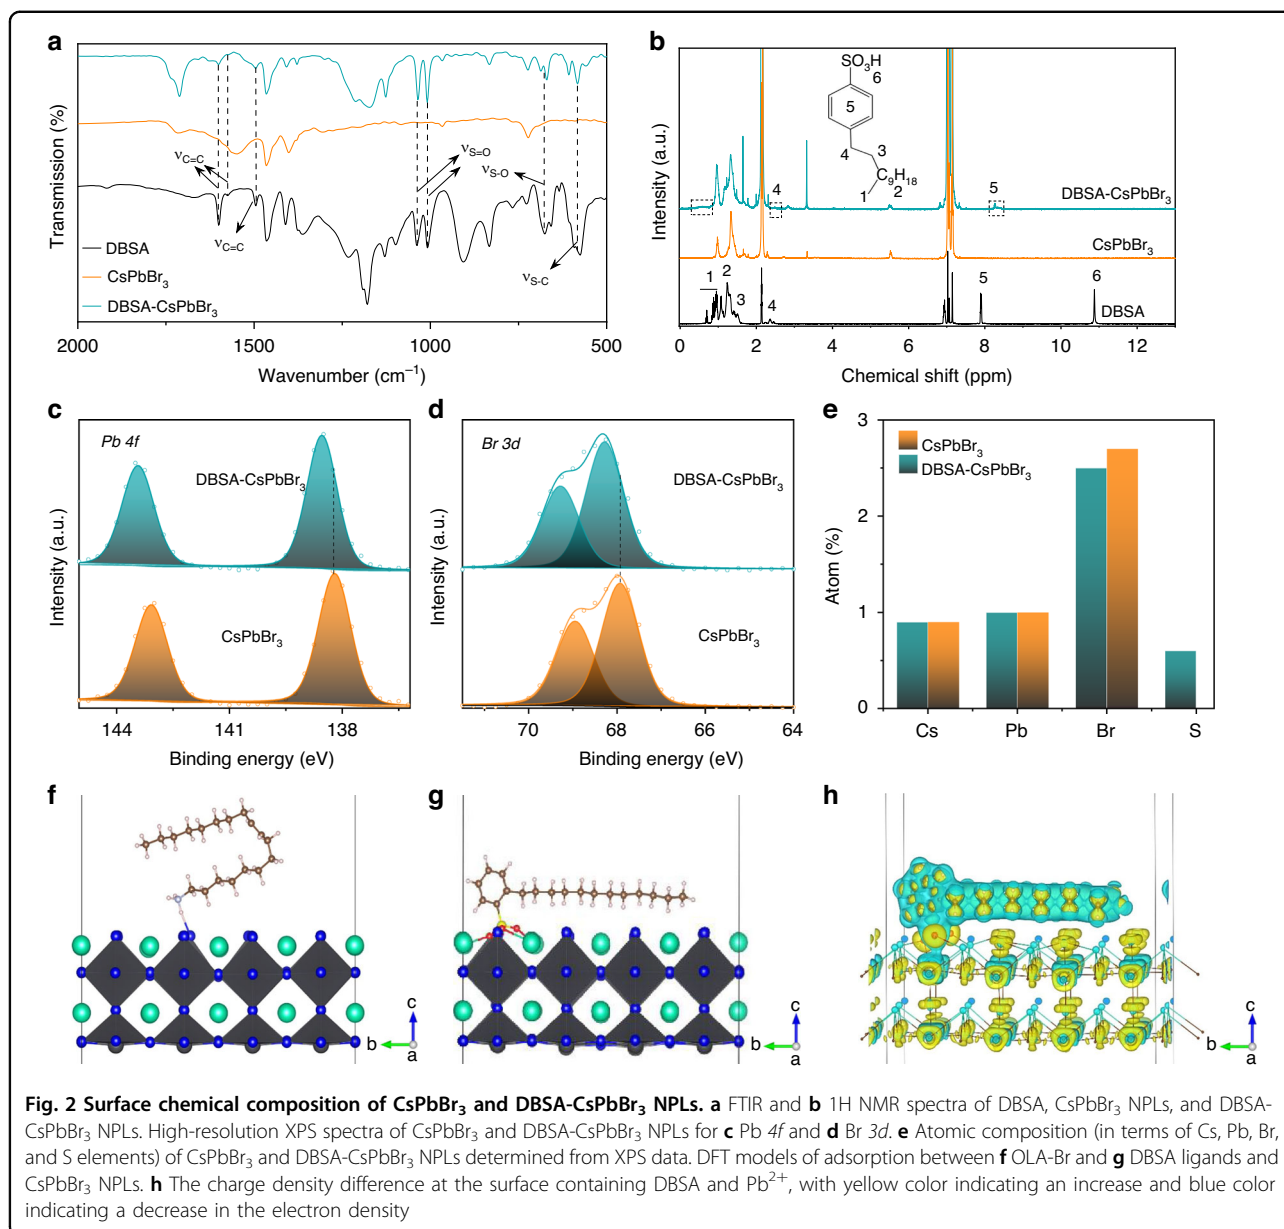 a
Transmission (%)
νC=C
νC=C
νS=O
νS-O
νS-C
DBSA
CsPbBr3
DBSA-CsPbBr3
2000 1500 1000 500
Wavenumber (cm−1)
b
Intensity (a.u.)
SO3H
6
5
4
3
C9H18
1 2
4
5
DBSA-CsPbBr3
CsPbBr3
1
2
3
4
5
6
DBSA
0 2 4 6 8 10 12
Chemical shift (ppm)
c
Pb 4f
Intensity (a.u.)
DBSA-CsPbBr3
CsPbBr3
144 141 138
Binding energy (eV)
d
Br 3d
Intensity (a.u.)
DBSA-CsPbBr3
CsPbBr3
70 68 66 64
Binding energy (eV)
e
Atom (%)
3
2
1
0
CsPbBr3
DBSA-CsPbBr3
Cs Pb Br S
f
c
b
a
g
c
b
a
h
c
b
a
Fig. 2 Surface chemical composition of CsPbBr3 and DBSA-CsPbBr3 NPLs. a FTIR and b 1H NMR spectra of DBSA, CsPbBr3 NPLs, and DBSA-
CsPbBr3 NPLs. High-resolution XPS spectra of CsPbBr3 and DBSA-CsPbBr3 NPLs for c Pb 4f and d Br 3d. e Atomic composition (in terms of Cs, Pb, Br,
and S elements) of CsPbBr3 and DBSA-CsPbBr3 NPLs determined from XPS data. DFT models of adsorption between f OLA-Br and g DBSA ligands and
CsPbBr3 NPLs. h The charge density difference at the surface containing DBSA and Pb2+, with yellow color indicating an increase and blue color
indicating a decrease in the electron density